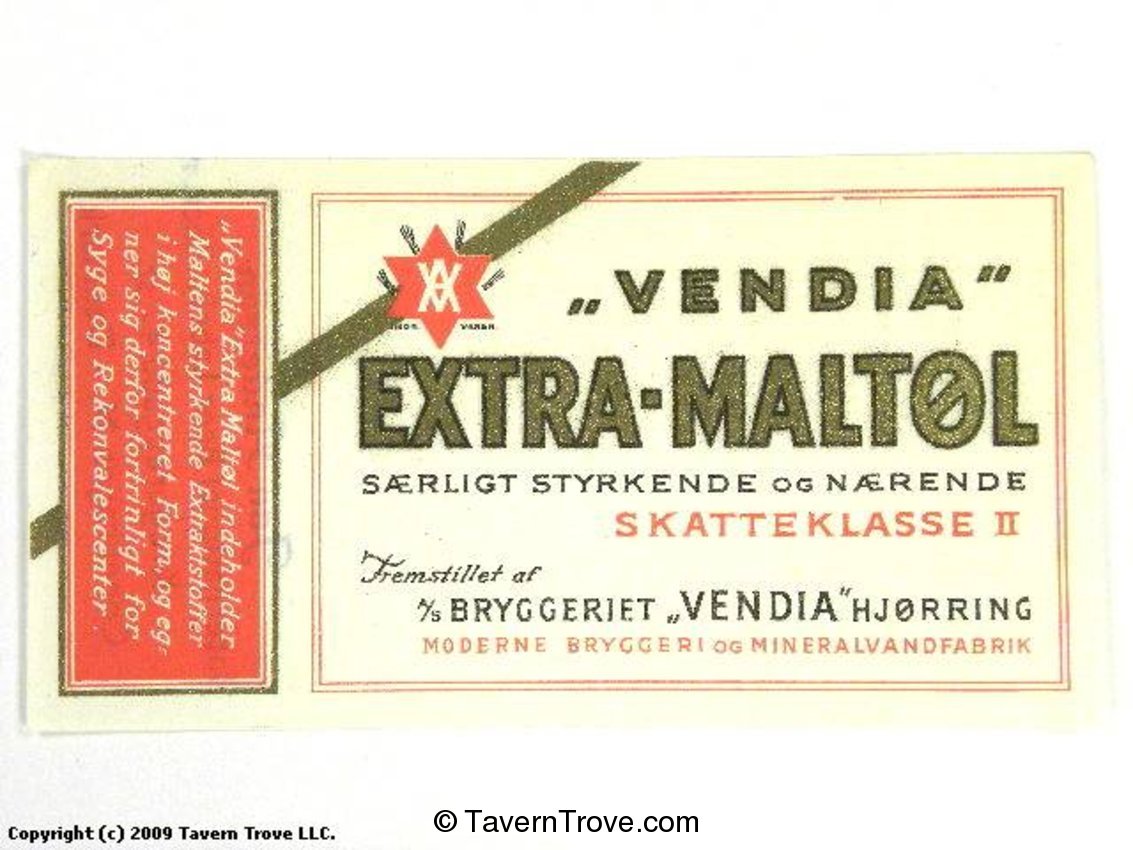 „Vendia" Extra Maltøl indeholder
Maltens styrkende Extraktstoffer
i høj koncentreret Form, og eg-
ner sig derfor fortrinligt for
Syge og Rekonvalescenter.
VAREM.
„VENDIA"
EXTRA-MALTØL
SÆRLIGT STYRKENDE OG NÆRENDE
SKATTEKLASSE II
Fremstillet af
A/S BRYGGERIET „VENDIA" HJØRRING
MODERNE BRYGGERI OG MINERALVANDFABRIK
© TavernTrove.com
Copyright (c) 2009 Tavern Trove LLC.